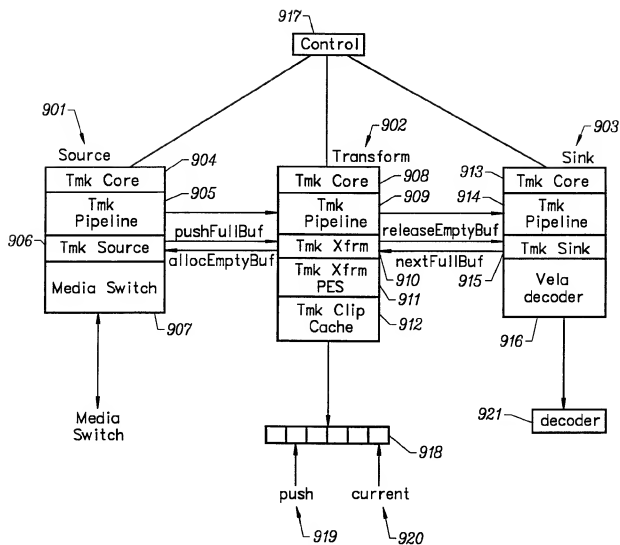 917
Control
901
902
903
Source
Transform
Sink
904
908
913
Tmk Core
Tmk Core
Tmk Core
905
909
914
Tmk
Pipeline
Tmk
Pipeline
Tmk
Pipeline
pushFullBuf
releaseEmptyBuf
906
Tmk Source
Tmk Xfrm
Tmk Sink
allocEmptyBuf
nextFullBuf
910
915
Media Switch
Tmk Xfrm
PES
911
Vela
decoder
907
Tmk Clip
Cache
912
916
Media
Switch
921
decoder
918
push
current
919
920